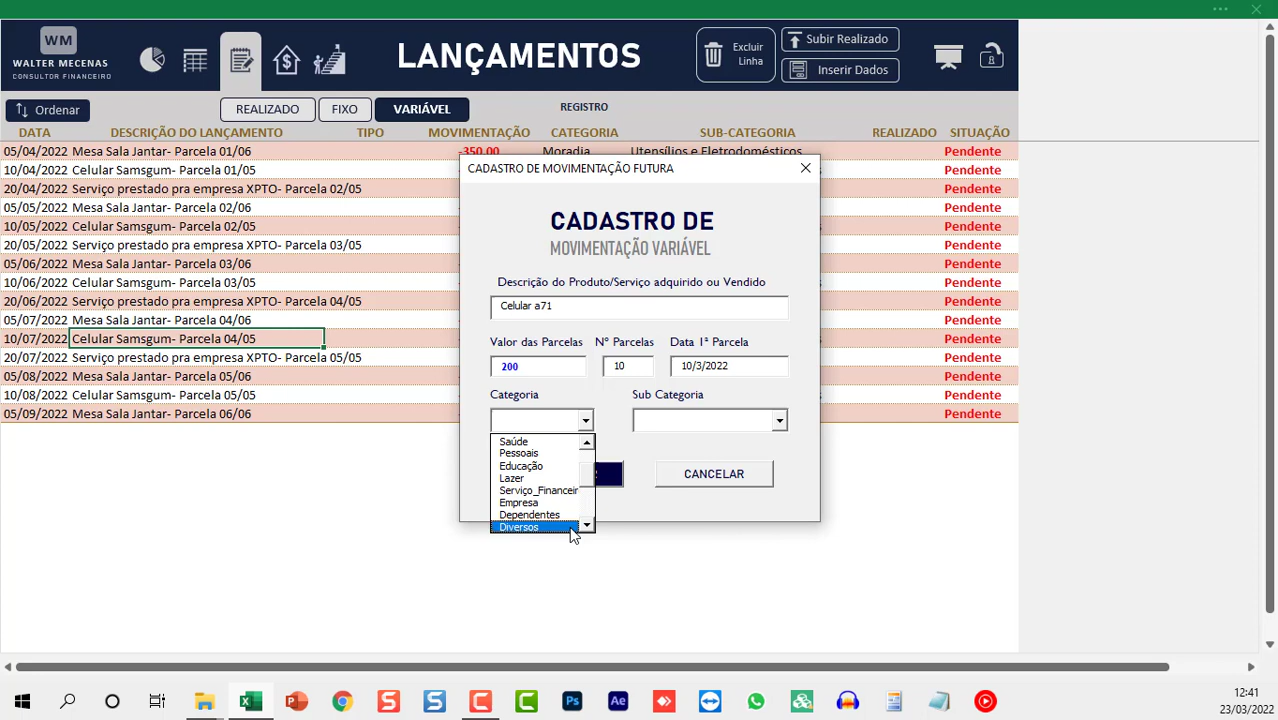 WM
WALTER MECENAS
CONSULTOR FINANCEIRO
LANÇAMENTOS
Excluir
Linha
Subir Realizado
Inserir Dados
Ordenar
REALIZADO
FIXO
VARIÁVEL
REGISTRO
DATA DESCRIÇÃO DO LANÇAMENTO TIPO MOVIMENTAÇÃO CATEGORIA SUB-CATEGORIA REALIZADO SITUAÇÃO
05/04/2022 Mesa Sala Jantar- Parcela 01/06 -350,00 Moradia Utensílios e Eletrodomésticos Pendente
10/04/2022 Celular Samsgum- Parcela 01/05 Pendente
20/04/2022 Serviço prestado pra empresa XPTO- Parcela 02/05 Pendente
05/05/2022 Mesa Sala Jantar- Parcela 02/06 Pendente
10/05/2022 Celular Samsgum- Parcela 02/05 Pendente
20/05/2022 Serviço prestado pra empresa XPTO- Parcela 03/05 Pendente
05/06/2022 Mesa Sala Jantar- Parcela 03/06 Pendente
10/06/2022 Celular Samsgum- Parcela 03/05 Pendente
20/06/2022 Serviço prestado pra empresa XPTO- Parcela 04/05 Pendente
05/07/2022 Mesa Sala Jantar- Parcela 04/06 Pendente
10/07/2022 Celular Samsgum- Parcela 04/05 Pendente
20/07/2022 Serviço prestado pra empresa XPTO- Parcela 05/05 Pendente
05/08/2022 Mesa Sala Jantar- Parcela 05/06 Pendente
10/08/2022 Celular Samsgum- Parcela 05/05 Pendente
05/09/2022 Mesa Sala Jantar- Parcela 06/06 Pendente
CADASTRO DE MOVIMENTAÇÃO FUTURA
CADASTRO DE
MOVIMENTAÇÃO VARIÁVEL
Descrição do Produto/Serviço adquirido ou Vendido
Celular a71
Valor das Parcelas Nº Parcelas Data 1ª Parcela
200 10 10/3/2022
Categoria Sub Categoria
Saúde
Pessoais
Educação
Lazer
Serviço_Financeir
Empresa
Dependentes
Diversos
CANCELAR
12:41
23/03/2022